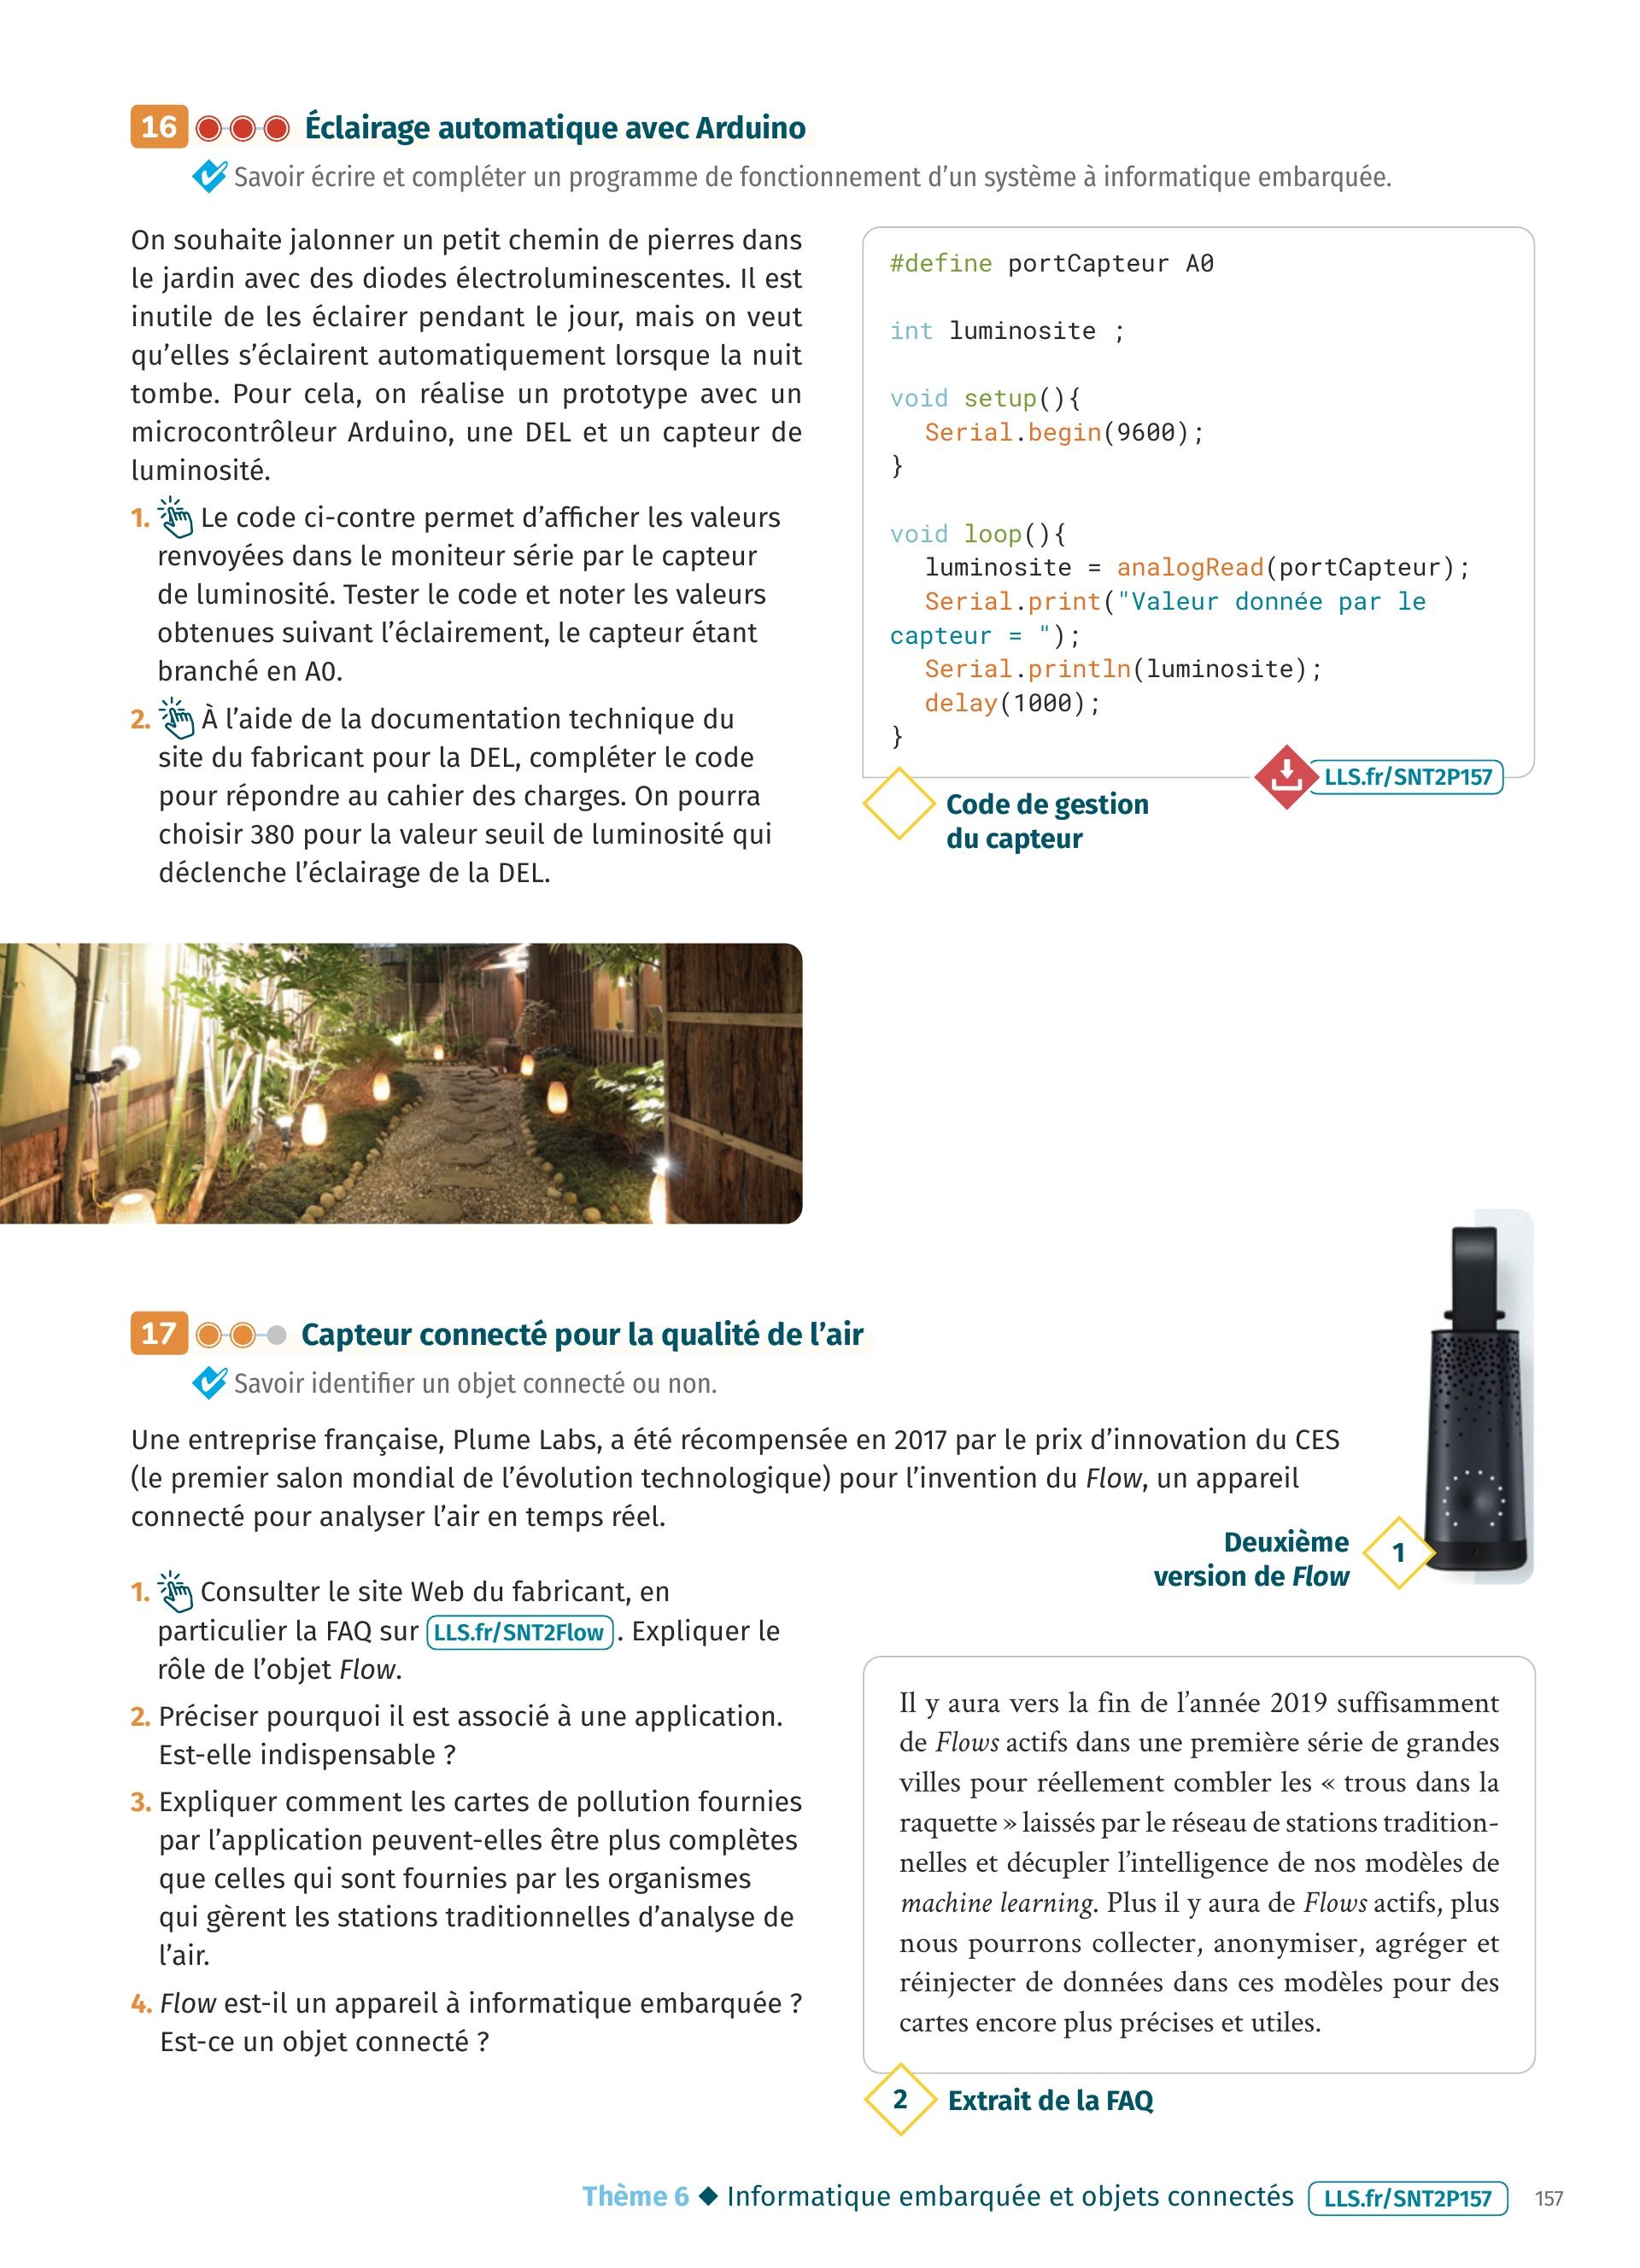 16 Éclairage automatique avec Arduino
Savoir écrire et compléter un programme de fonctionnement d'un système à informatique embarquée.
On souhaite jalonner un petit chemin de pierres dans
le jardin avec des diodes électroluminescentes. Il est
inutile de les éclairer pendant le jour, mais on veut
qu'elles s'éclairent automatiquement lorsque la nuit
tombe. Pour cela, on réalise un prototype avec un
microcontrôleur Arduino, une DEL et un capteur de
luminosité.
1. Le code ci-contre permet d'afficher les valeurs
renvoyées dans le moniteur série par le capteur
de luminosité. Tester le code et noter les valeurs
obtenues suivant l'éclairement, le capteur étant
branché en A0.
2. À l'aide de la documentation technique du
site du fabricant pour la DEL, compléter le code
pour répondre au cahier des charges. On pourra
choisir 380 pour la valeur seuil de luminosité qui
déclenche l'éclairage de la DEL.
#define portCapteur A0
int luminosite ;
void setup(){
Serial.begin(9600);
}
void loop(){
luminosite = analogRead(portCapteur);
Serial.print("Valeur donnée par le
capteur = ");
Serial.println(luminosite);
delay(1000);
}
LLS.fr/SNT2P157
Code de gestion
du capteur
17 Capteur connecté pour la qualité de l'air
Savoir identifier un objet connecté ou non.
Une entreprise française, Plume Labs, a été récompensée en 2017 par le prix d'innovation du CES
(le premier salon mondial de l'évolution technologique) pour l'invention du Flow, un appareil
connecté pour analyser l'air en temps réel.
Deuxième
version de Flow
1
1. Consulter le site Web du fabricant, en
particulier la FAQ sur LLS.fr/SNT2Flow . Expliquer le
rôle de l'objet Flow.
2. Préciser pourquoi il est associé à une application.
Est-elle indispensable ?
3. Expliquer comment les cartes de pollution fournies
par l'application peuvent-elles être plus complètes
que celles qui sont fournies par les organismes
qui gèrent les stations traditionnelles d'analyse de
l'air.
4. Flow est-il un appareil à informatique embarquée ?
Est-ce un objet connecté ?
Il y aura vers la fin de l'année 2019 suffisamment
de Flows actifs dans une première série de grandes
villes pour réellement combler les « trous dans la
raquette » laissés par le réseau de stations tradition-
nelles et décupler l'intelligence de nos modèles de
machine learning. Plus il y aura de Flows actifs, plus
nous pourrons collecter, anonymiser, agréger et
réinjecter de données dans ces modèles pour des
cartes encore plus précises et utiles.
2 Extrait de la FAQ
Thème 6 ◆ Informatique embarquée et objets connectés LLS.fr/SNT2P157 157